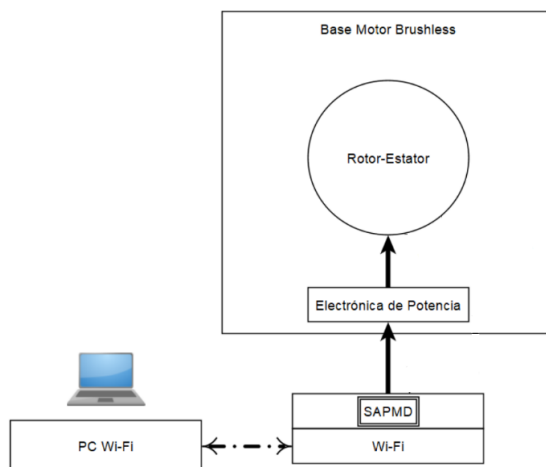 Base Motor Brushless
Rotor-Estator
Electrónica de Potencia
SAPMD
PC Wi-Fi
Wi-Fi